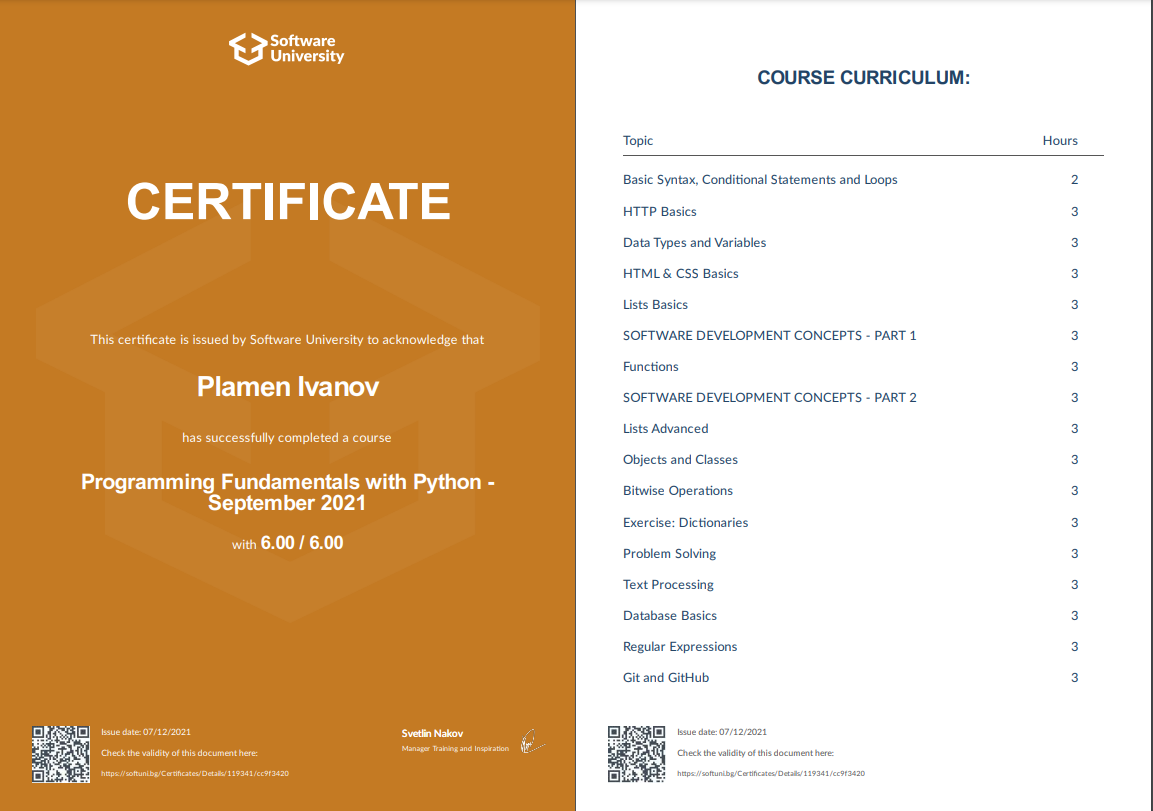 Software
University
CERTIFICATE
This certificate is issued by Software University to acknowledge that
Plamen Ivanov
has successfully completed a course
Programming Fundamentals with Python -
September 2021
with 6.00 / 6.00
Issue date: 07/12/2021
Check the validity of this document here:
https://softuni.bg/Certificates/Details/119341/cc9f3420
Svetlin Nakov
Manager Training and Inspiration
COURSE CURRICULUM:
Topic Hours
Basic Syntax, Conditional Statements and Loops 2
HTTP Basics 3
Data Types and Variables 3
HTML & CSS Basics 3
Lists Basics 3
SOFTWARE DEVELOPMENT CONCEPTS - PART 1 3
Functions 3
SOFTWARE DEVELOPMENT CONCEPTS - PART 2 3
Lists Advanced 3
Objects and Classes 3
Bitwise Operations 3
Exercise: Dictionaries 3
Problem Solving 3
Text Processing 3
Database Basics 3
Regular Expressions 3
Git and GitHub 3
Issue date: 07/12/2021
Check the validity of this document here:
https://softuni.bg/Certificates/Details/119341/cc9f3420